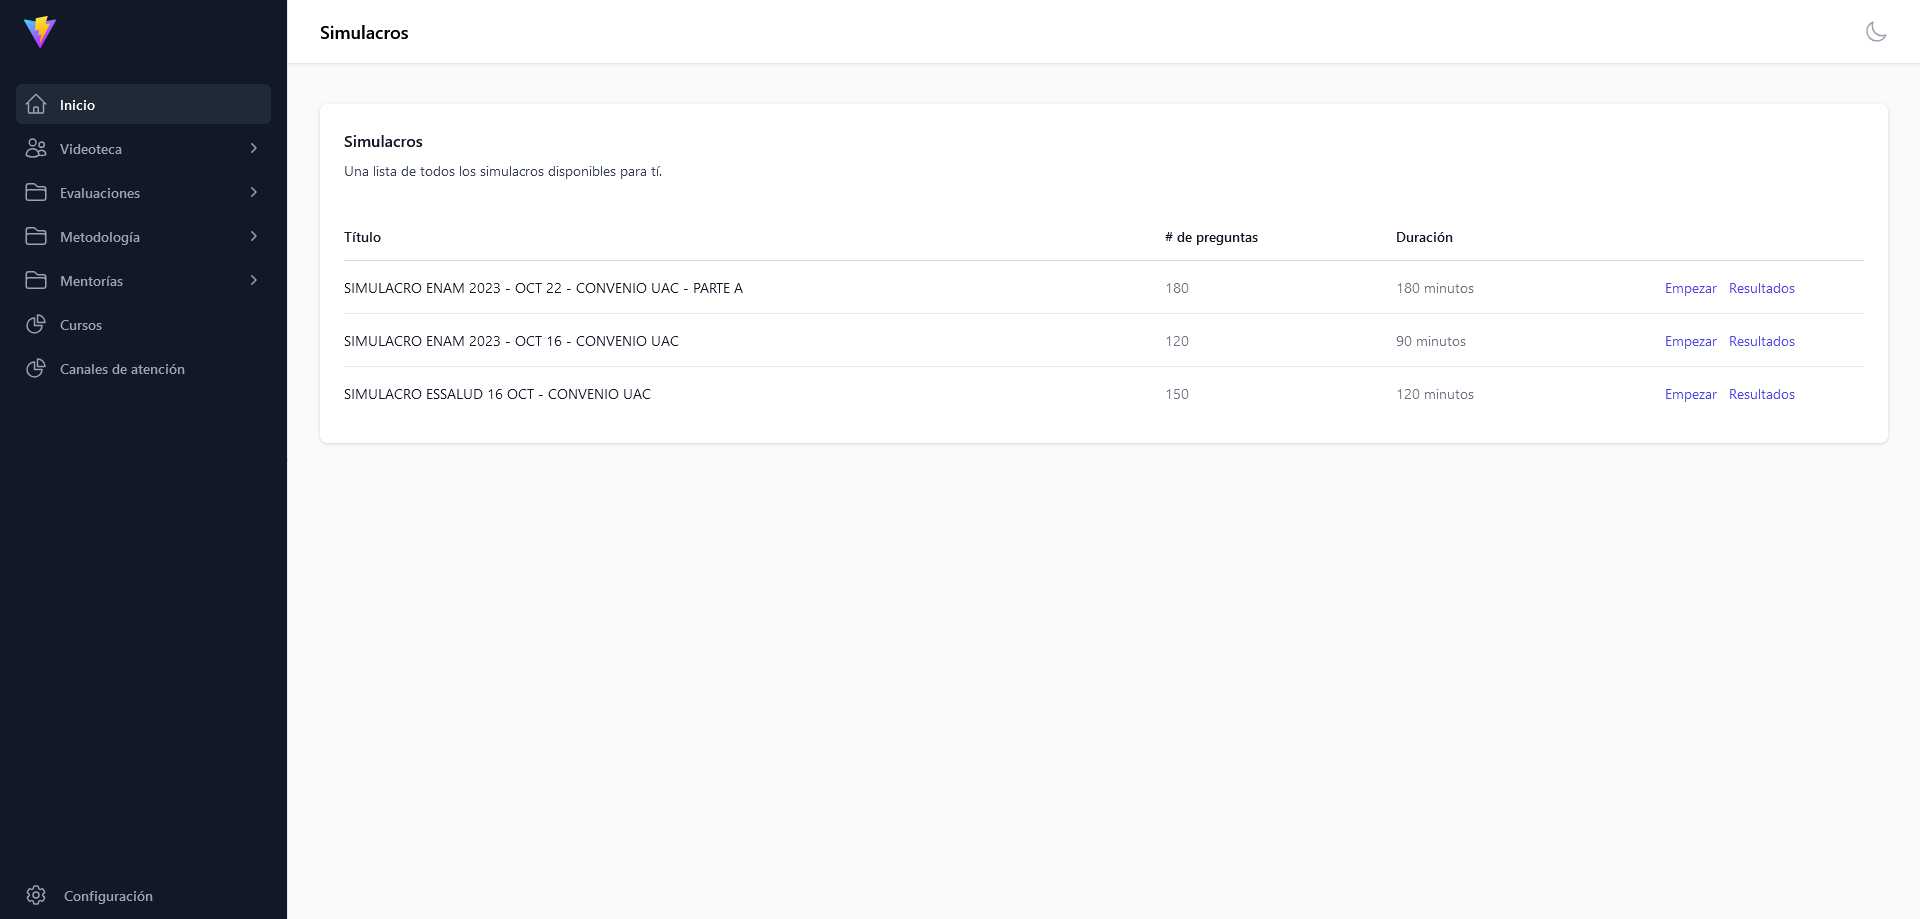 Simulacros
Inicio
Videoteca
Evaluaciones
Metodología
Mentorías
Cursos
Canales de atención
Configuración
Simulacros
Una lista de todos los simulacros disponibles para tí.
Título # de preguntas Duración
SIMULACRO ENAM 2023 - OCT 22 - CONVENIO UAC - PARTE A 180 180 minutos Empezar Resultados
SIMULACRO ENAM 2023 - OCT 16 - CONVENIO UAC 120 90 minutos Empezar Resultados
SIMULACRO ESSALUD 16 OCT - CONVENIO UAC 150 120 minutos Empezar Resultados